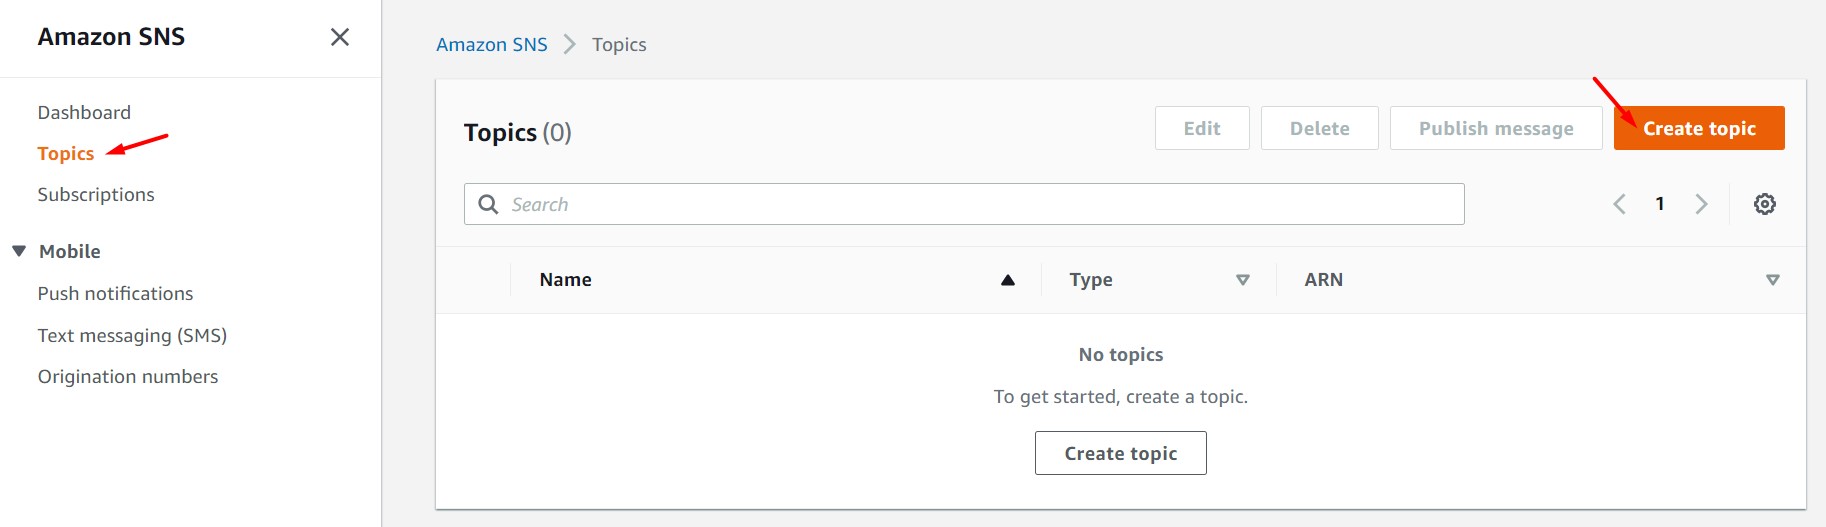 Amazon SNS
Dashboard
Topics
Subscriptions
Mobile
Push notifications
Text messaging (SMS)
Origination numbers
Amazon SNS Topics
Topics (0)
Edit Delete Publish message Create topic
Search
1
Name Type ARN
No topics
To get started, create a topic.
Create topic